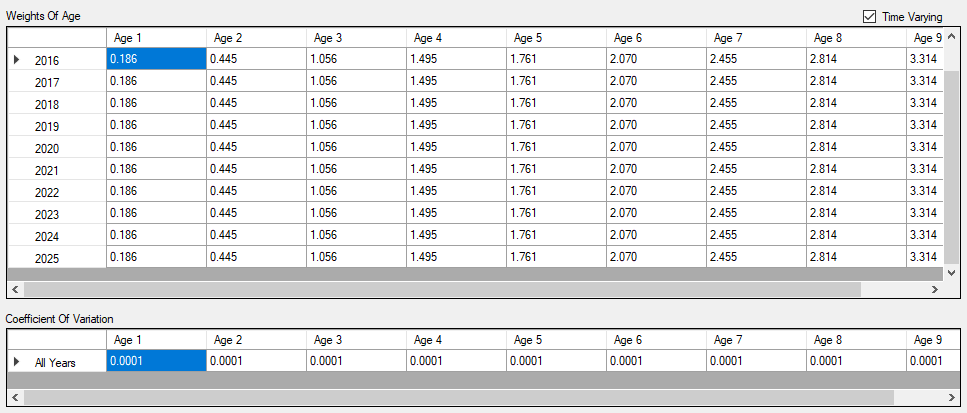 Weights Of Age Time Varying
Age 1 Age 2 Age 3 Age 4 Age 5 Age 6 Age 7 Age 8 Age 9
2016 0.186 0.445 1.056 1.495 1.761 2.070 2.455 2.814 3.314
2017 0.186 0.445 1.056 1.495 1.761 2.070 2.455 2.814 3.314
2018 0.186 0.445 1.056 1.495 1.761 2.070 2.455 2.814 3.314
2019 0.186 0.445 1.056 1.495 1.761 2.070 2.455 2.814 3.314
2020 0.186 0.445 1.056 1.495 1.761 2.070 2.455 2.814 3.314
2021 0.186 0.445 1.056 1.495 1.761 2.070 2.455 2.814 3.314
2022 0.186 0.445 1.056 1.495 1.761 2.070 2.455 2.814 3.314
2023 0.186 0.445 1.056 1.495 1.761 2.070 2.455 2.814 3.314
2024 0.186 0.445 1.056 1.495 1.761 2.070 2.455 2.814 3.314
2025 0.186 0.445 1.056 1.495 1.761 2.070 2.455 2.814 3.314
Coefficient Of Variation
Age 1 Age 2 Age 3 Age 4 Age 5 Age 6 Age 7 Age 8 Age 9
All Years 0.0001 0.0001 0.0001 0.0001 0.0001 0.0001 0.0001 0.0001 0.0001